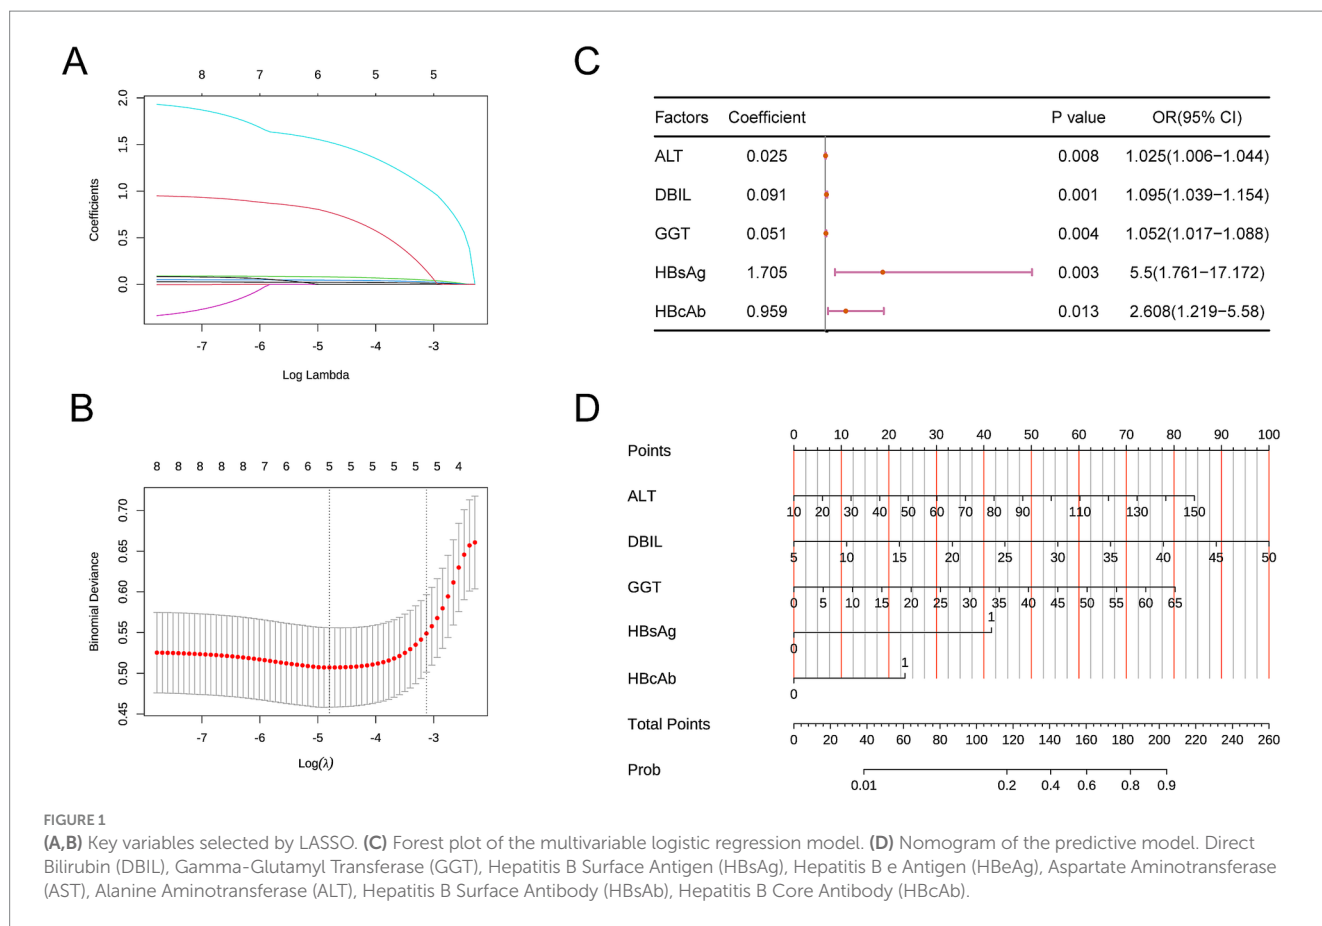 A
8 7 6 5 5
2.0
1.5
1.0
0.5
0.0
Coefficients
-7 -6 -5 -4 -3
Log Lambda
B
8 8 8 8 8 7 6 6 5 5 5 5 5 5 4
0.70
0.65
0.60
0.55
0.50
0.45
Binomial Deviance
-7 -6 -5 -4 -3
Log(λ)
C
Factors Coefficient P value OR(95% CI)
ALT 0.025 0.008 1.025(1.006−1.044)
DBIL 0.091 0.001 1.095(1.039−1.154)
GGT 0.051 0.004 1.052(1.017−1.088)
HBsAg 1.705 0.003 5.5(1.761−17.172)
HBcAb 0.959 0.013 2.608(1.219−5.58)
D
0 10 20 30 40 50 60 70 80 90 100
Points
ALT
10 20 30 40 50 60 70 80 90 110 130 150
DBIL
5 10 15 20 25 30 35 40 45 50
GGT
0 5 10 15 20 25 30 35 40 45 50 55 60 65
1
HBsAg
0
1
HBcAb
0
Total Points
0 20 40 60 80 100 120 140 160 180 200 220 240 260
Prob
0.01 0.2 0.4 0.6 0.8 0.9
FIGURE 1
(A,B) Key variables selected by LASSO. (C) Forest plot of the multivariable logistic regression model. (D) Nomogram of the predictive model. Direct
Bilirubin (DBIL), Gamma-Glutamyl Transferase (GGT), Hepatitis B Surface Antigen (HBsAg), Hepatitis B e Antigen (HBeAg), Aspartate Aminotransferase
(AST), Alanine Aminotransferase (ALT), Hepatitis B Surface Antibody (HBsAb), Hepatitis B Core Antibody (HBcAb).